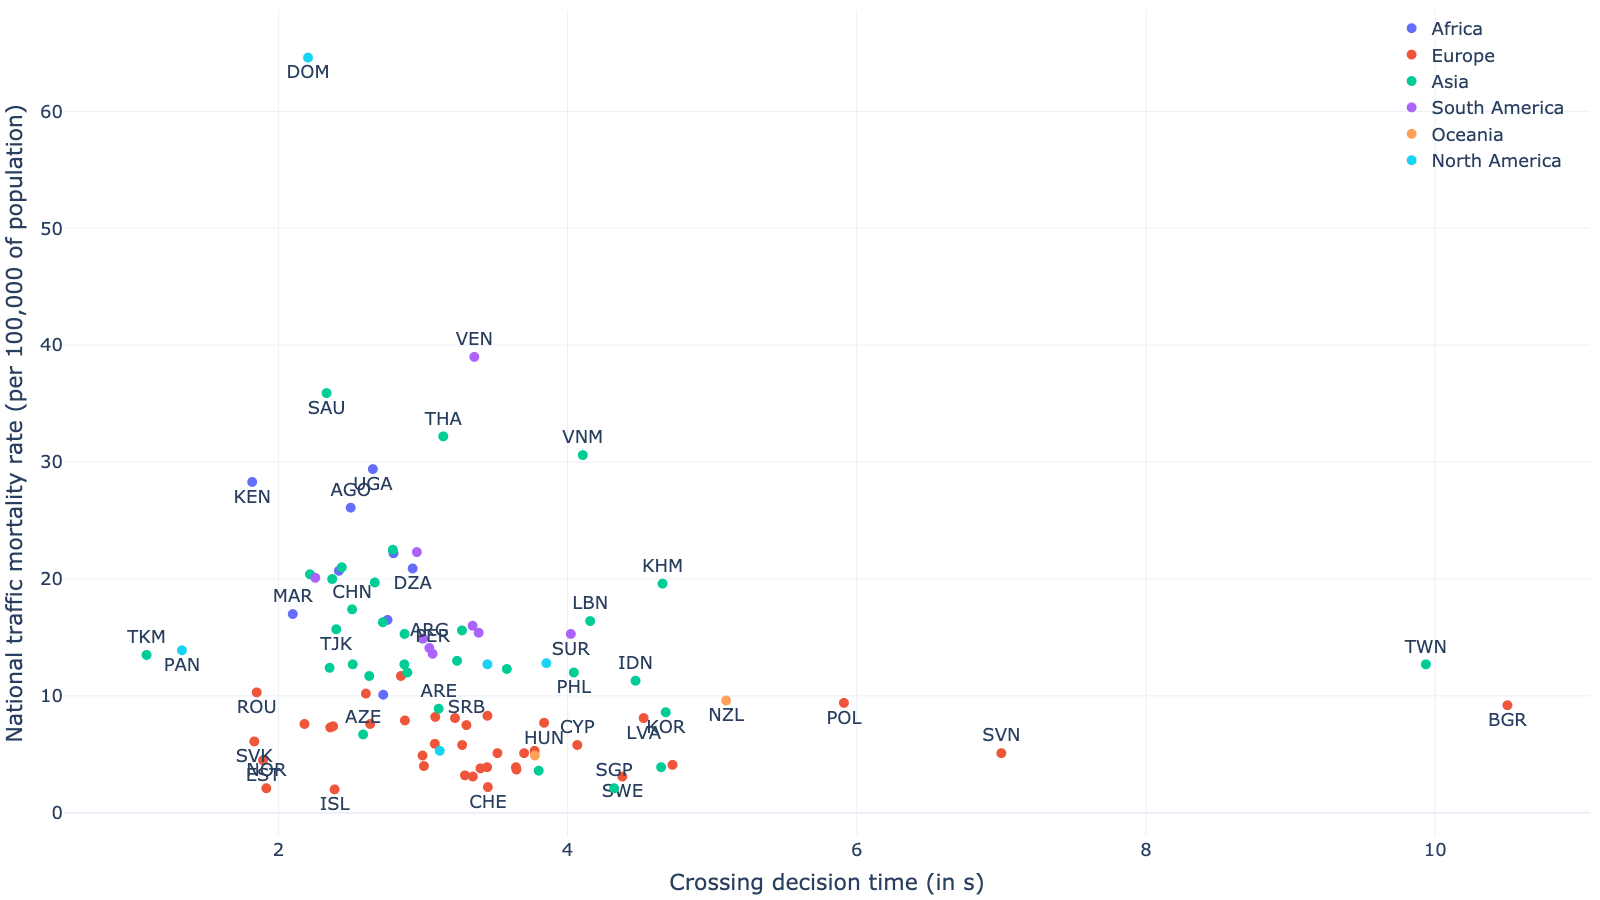 National traffic mortality rate (per 100,000 of population)
60
50
40
30
20
10
0
DOM
VEN
SAU
THA
VNM
KEN
AGO
UGA
KHM
DZA
CHN
MAR
LBN
ARG
PER
TKM
TJK
SUR
TWN
PAN
IDN
PHL
ARE
ROU
SRB
AZE
NZL
POL
BGR
CYP
KOR
LVA
HUN
SVN
SVK
NOR
EST
SGP
SWE
ISL
CHE
2
4
6
8
10
Crossing decision time (in s)
Africa
Europe
Asia
South America
Oceania
North America